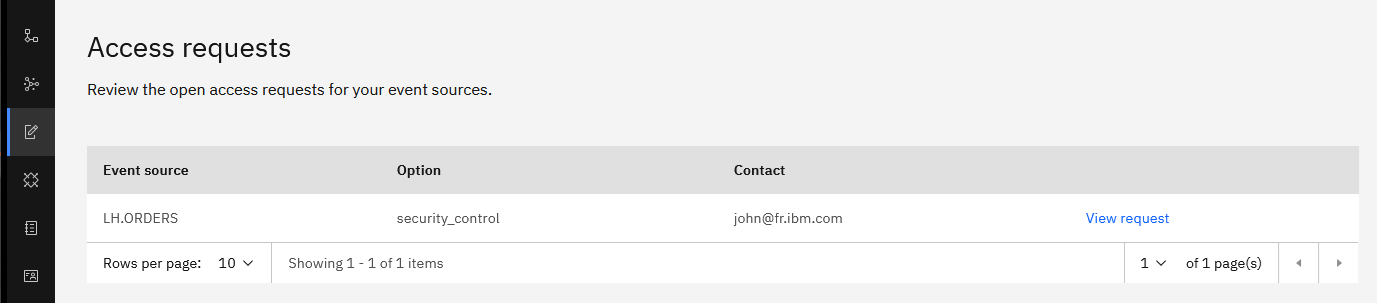 Access requests
Review the open access requests for your event sources.
Event source Option Contact
LH.ORDERS security_control john@fr.ibm.com View request
Rows per page: 10 Showing 1 - 1 of 1 items 1 of 1 page(s)